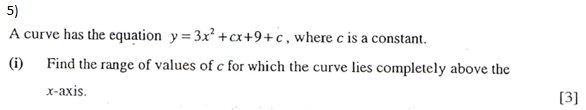 5)
A curve has the equation y = 3x² + cx + 9 + c, where c is a constant.
(i) Find the range of values of c for which the curve lies completely above the
x-axis. [3]